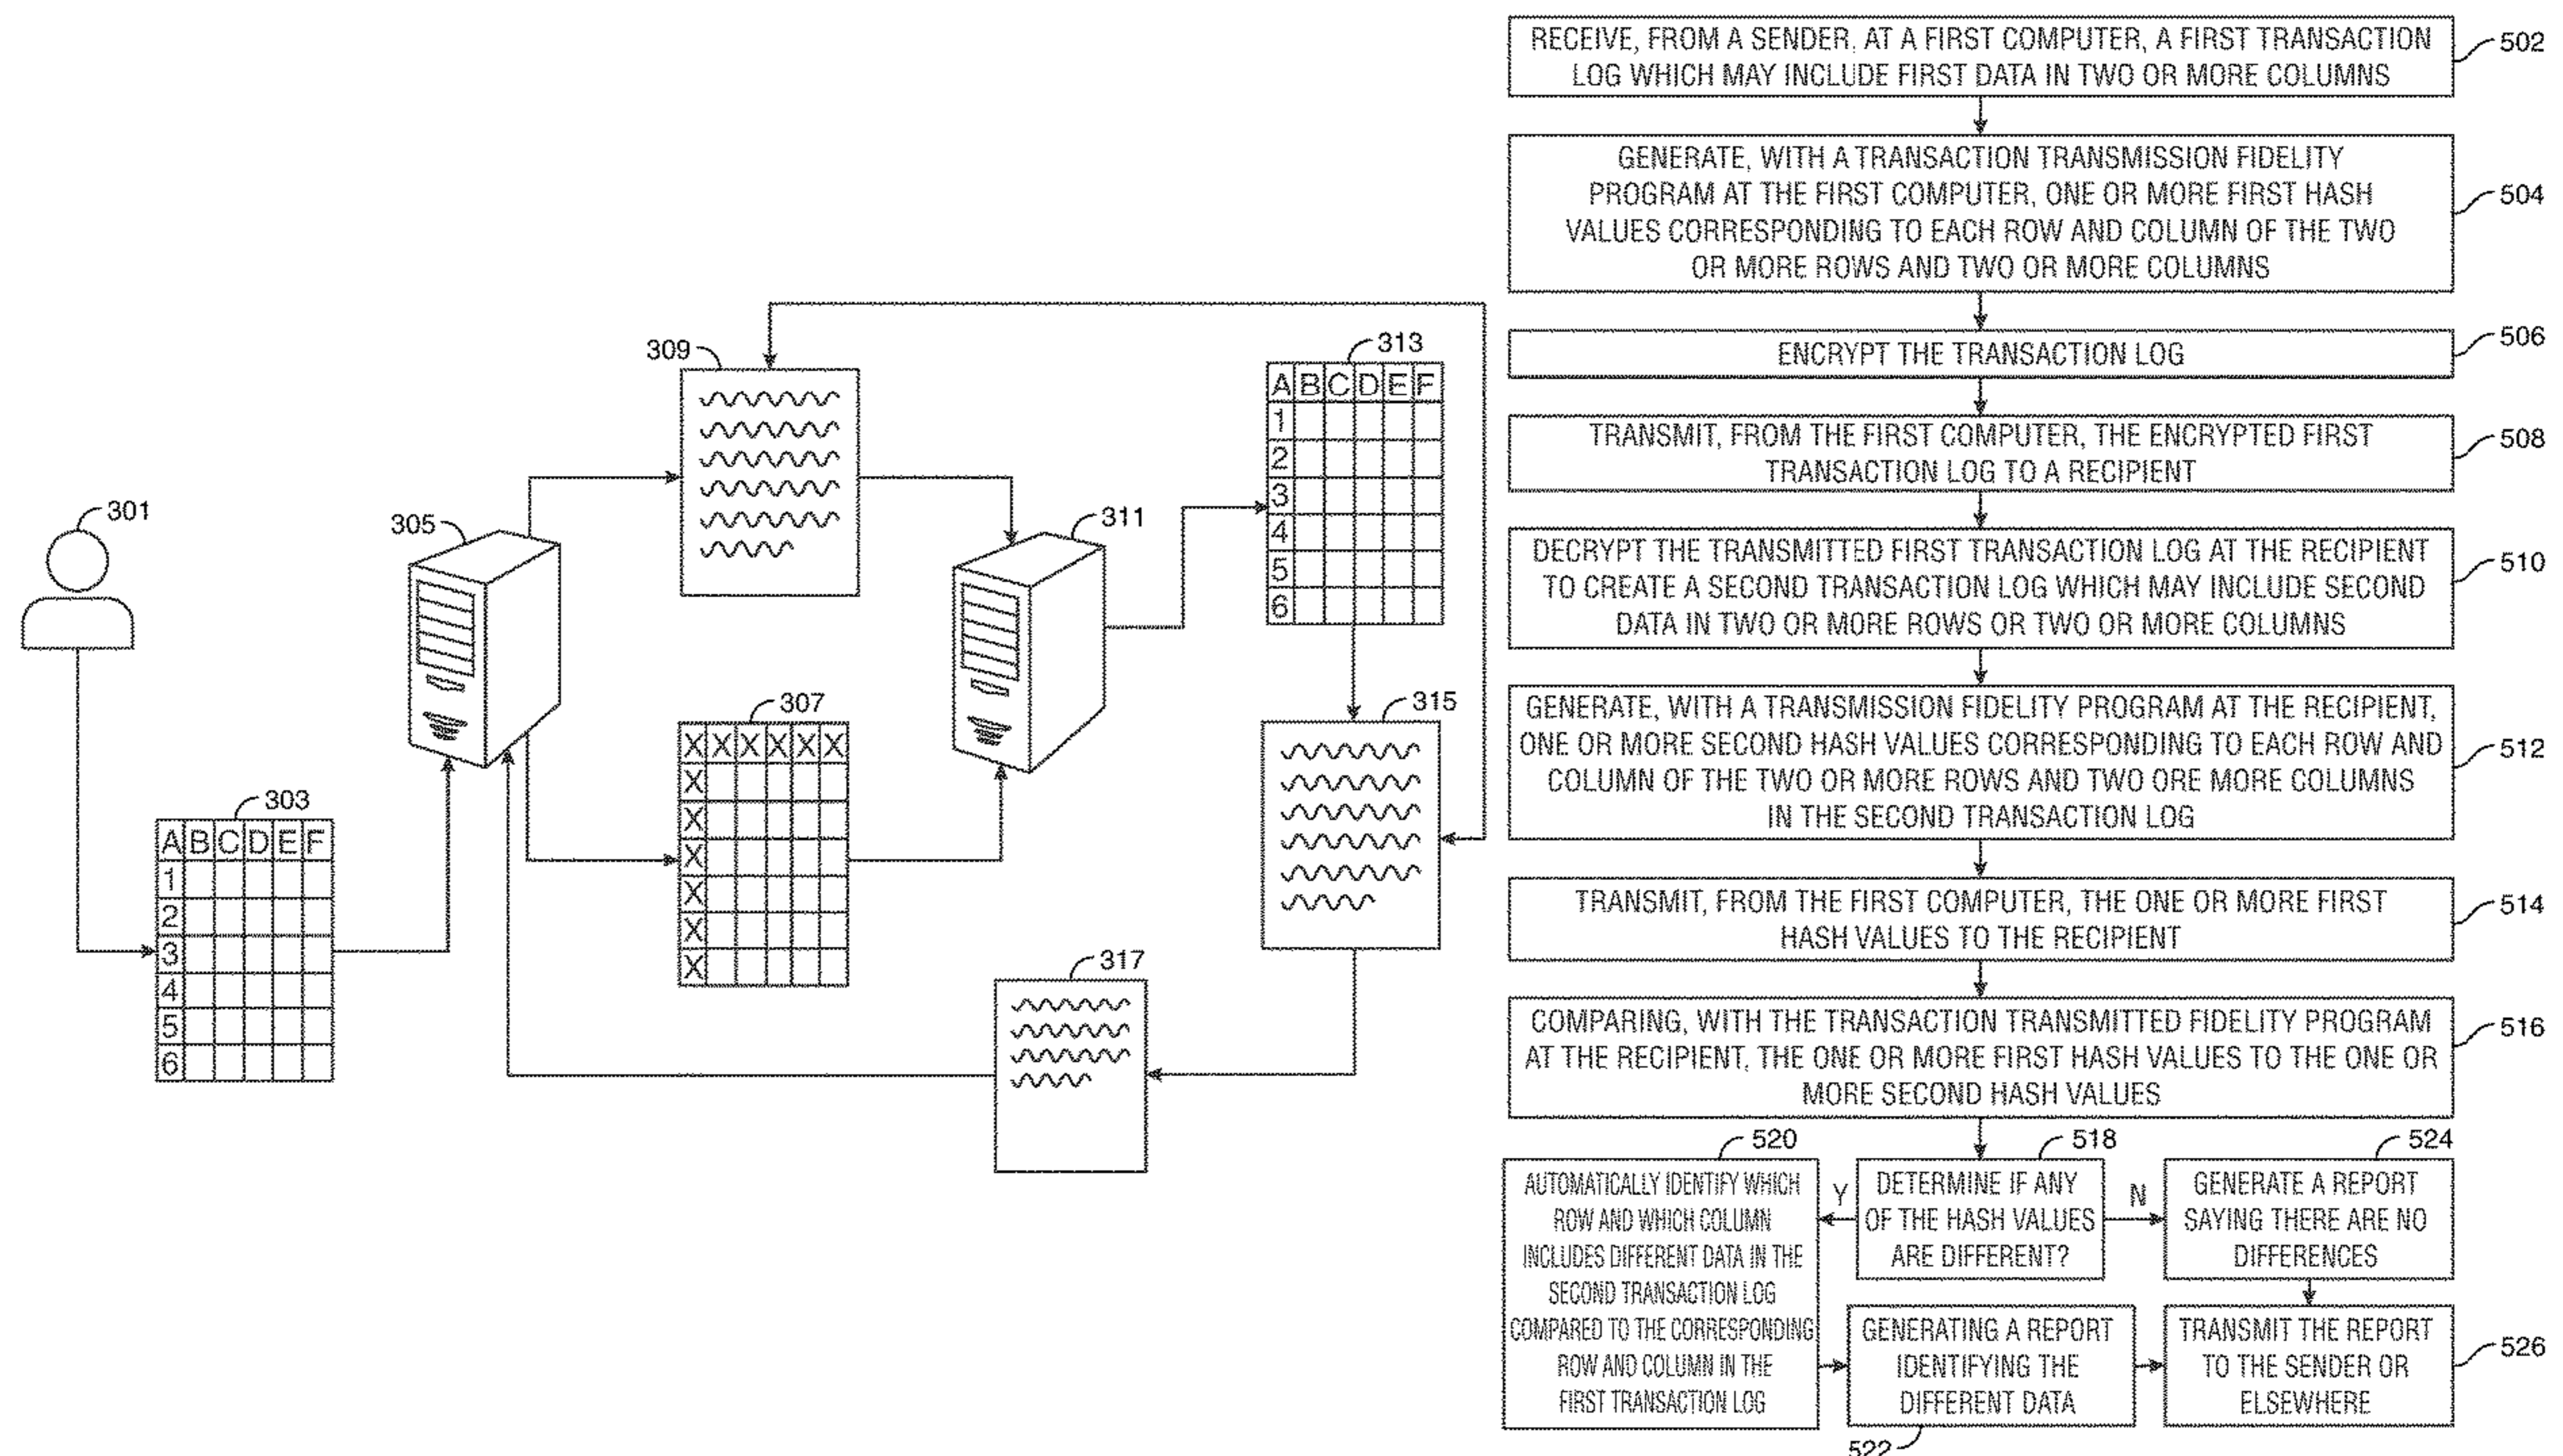 301
303
A B C D E F
1
2
3
4
5
6
305
309
307
X X X X X X
X
X
X
X
X
X
311
313
A B C D E F
1
2
3
4
5
6
315
317
RECEIVE, FROM A SENDER, AT A FIRST COMPUTER, A FIRST TRANSACTION
LOG WHICH MAY INCLUDE FIRST DATA IN TWO OR MORE COLUMNS
502
GENERATE, WITH A TRANSACTION TRANSMISSION FIDELITY
PROGRAM AT THE FIRST COMPUTER, ONE OR MORE FIRST HASH
VALUES CORRESPONDING TO EACH ROW AND COLUMN OF THE TWO
OR MORE ROWS AND TWO OR MORE COLUMNS
504
ENCRYPT THE TRANSACTION LOG
506
TRANSMIT, FROM THE FIRST COMPUTER, THE ENCRYPTED FIRST
TRANSACTION LOG TO A RECIPIENT
508
DECRYPT THE TRANSMITTED FIRST TRANSACTION LOG AT THE RECIPIENT
TO CREATE A SECOND TRANSACTION LOG WHICH MAY INCLUDE SECOND
DATA IN TWO OR MORE ROWS OR TWO OR MORE COLUMNS
510
GENERATE, WITH A TRANSMISSION FIDELITY PROGRAM AT THE RECIPIENT,
ONE OR MORE SECOND HASH VALUES CORRESPONDING TO EACH ROW AND
COLUMN OF THE TWO OR MORE ROWS AND TWO ORE MORE COLUMNS
IN THE SECOND TRANSACTION LOG
512
TRANSMIT, FROM THE FIRST COMPUTER, THE ONE OR MORE FIRST
HASH VALUES TO THE RECIPIENT
514
COMPARING, WITH THE TRANSACTION TRANSMITTED FIDELITY PROGRAM
AT THE RECIPIENT, THE ONE OR MORE FIRST HASH VALUES TO THE ONE OR
MORE SECOND HASH VALUES
516
520
AUTOMATICALLY IDENTIFY WHICH
ROW AND WHICH COLUMN
INCLUDES DIFFERENT DATA IN THE
SECOND TRANSACTION LOG
COMPARED TO THE CORRESPONDING
ROW AND COLUMN IN THE
FIRST TRANSACTION LOG
Y
518
DETERMINE IF ANY
OF THE HASH VALUES
ARE DIFFERENT?
N
524
GENERATE A REPORT
SAYING THERE ARE NO
DIFFERENCES
GENERATING A REPORT
IDENTIFYING THE
DIFFERENT DATA
522
TRANSMIT THE REPORT
TO THE SENDER OR
ELSEWHERE
526